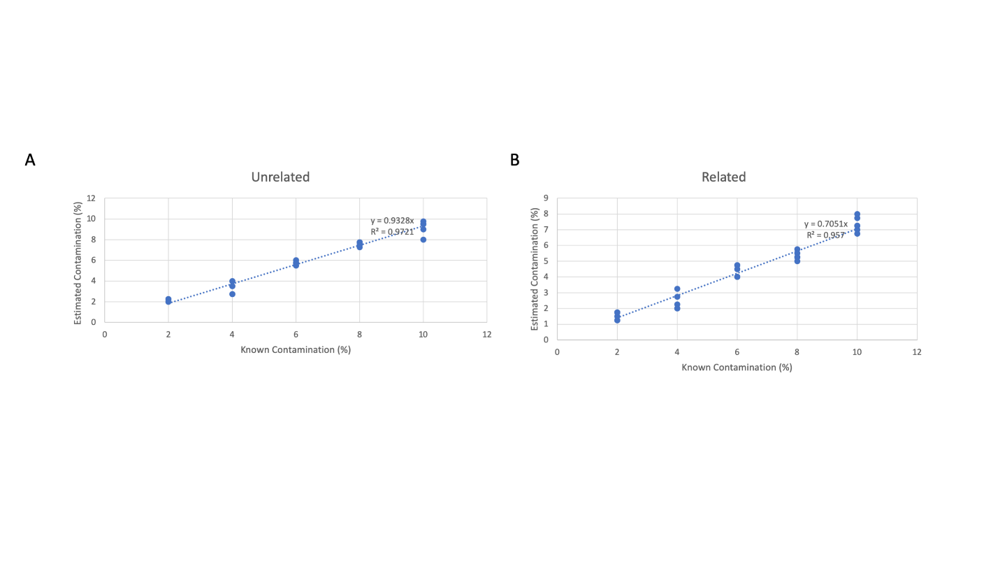 A
Unrelated
Estimated Contamination (%)
12
10
8
6
4
2
0
y = 0.9328x
R² = 0.9721
0 2 4 6 8 10 12
Known Contamination (%)
B
Related
Estimated Contamination (%)
9
8
7
6
5
4
3
2
1
0
y = 0.7051x
R² = 0.957
0 2 4 6 8 10 12
Known Contamination (%)